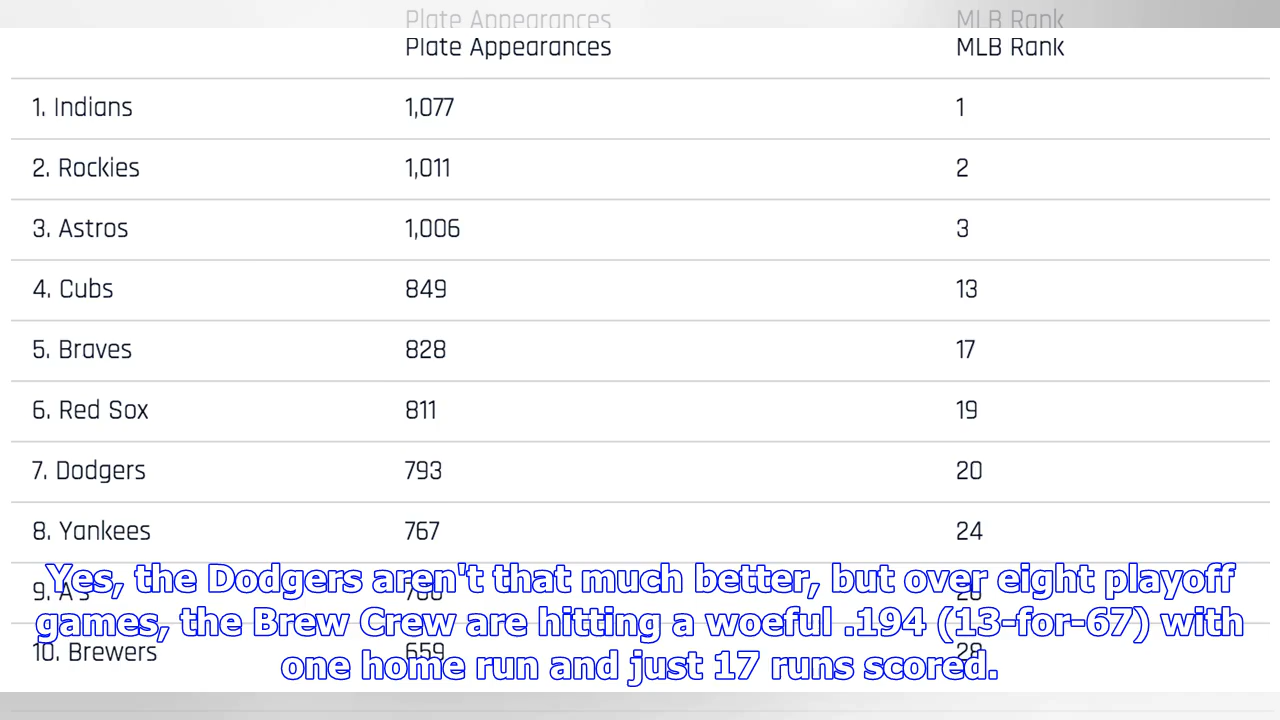 Plate Appearances MLB Rank
Plate Appearances MLB Rank
1. Indians 1,077 1
2. Rockies 1,011 2
3. Astros 1,006 3
4. Cubs 849 13
5. Braves 828 17
6. Red Sox 811 19
7. Dodgers 793 20
8. Yankees 767 24
9. A's
10. Brewers 659 28
Yes, the Dodgers aren't that much better, but over eight playoff
games, the Brew Crew are hitting a woeful .194 (13-for-67) with
one home run and just 17 runs scored.